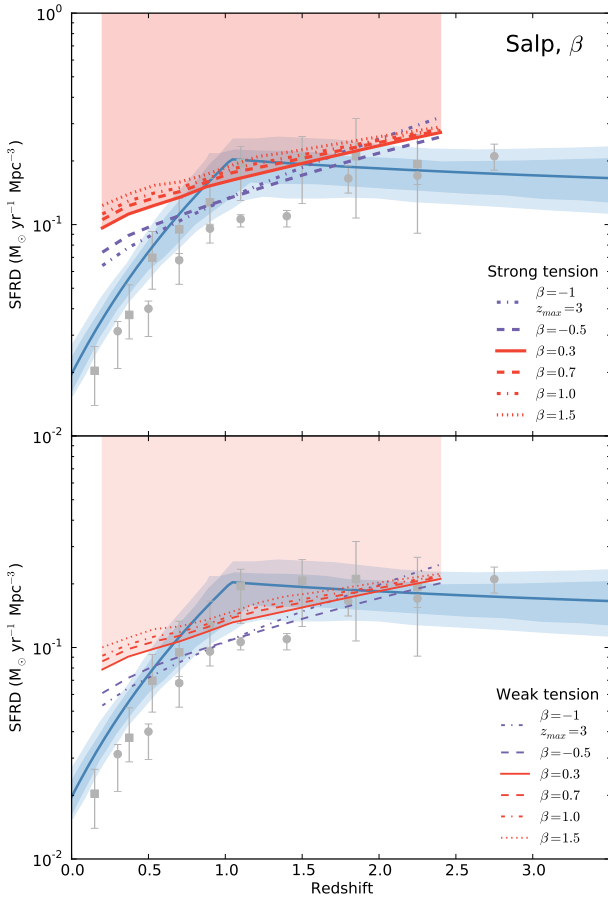 10⁰
Salp, β
SFRD (M⊙ yr⁻¹ Mpc⁻³)
10⁻¹
Strong tension
β=−1
z_max=3
β=−0.5
β=0.3
β=0.7
β=1.0
β=1.5
10⁻²
SFRD (M⊙ yr⁻¹ Mpc⁻³)
10⁻¹
Weak tension
β=−1
z_max=3
β=−0.5
β=0.3
β=0.7
β=1.0
β=1.5
10⁻²
0.0 0.5 1.0 1.5 2.0 2.5 3.0
Redshift